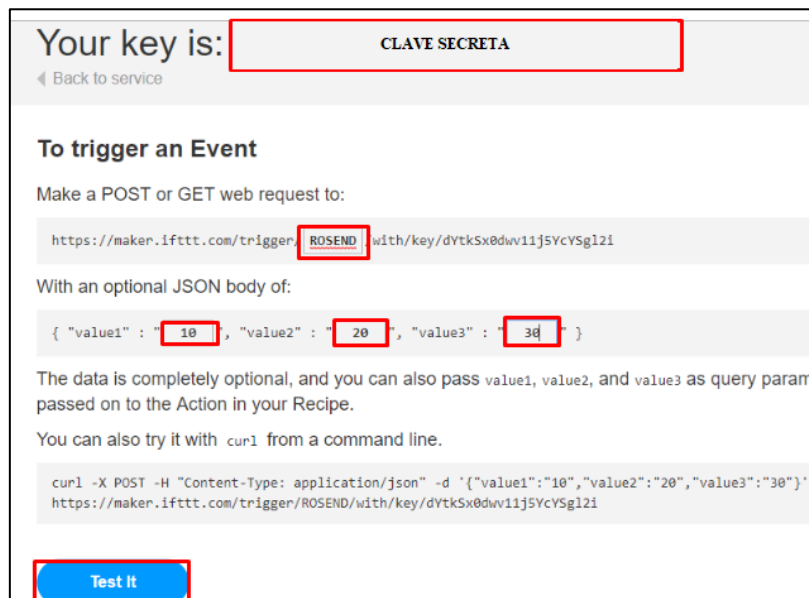 Your key is: CLAVE SECRETA
Back to service
To trigger an Event
Make a POST or GET web request to:
https://maker.ifttt.com/trigger/ ROSEND /with/key/dYtkSx0dwv11j5YcYSgl2i
With an optional JSON body of:
{ "value1" : " 10 ", "value2" : " 20 ", "value3" : " 30 " }
The data is completely optional, and you can also pass value1, value2, and value3 as query param
passed on to the Action in your Recipe.
You can also try it with curl from a command line.
curl -X POST -H "Content-Type: application/json" -d '{"value1":"10","value2":"20","value3":"30"}'
https://maker.ifttt.com/trigger/ROSEND/with/key/dYtkSx0dwv11j5YcYSgl2i
Test It